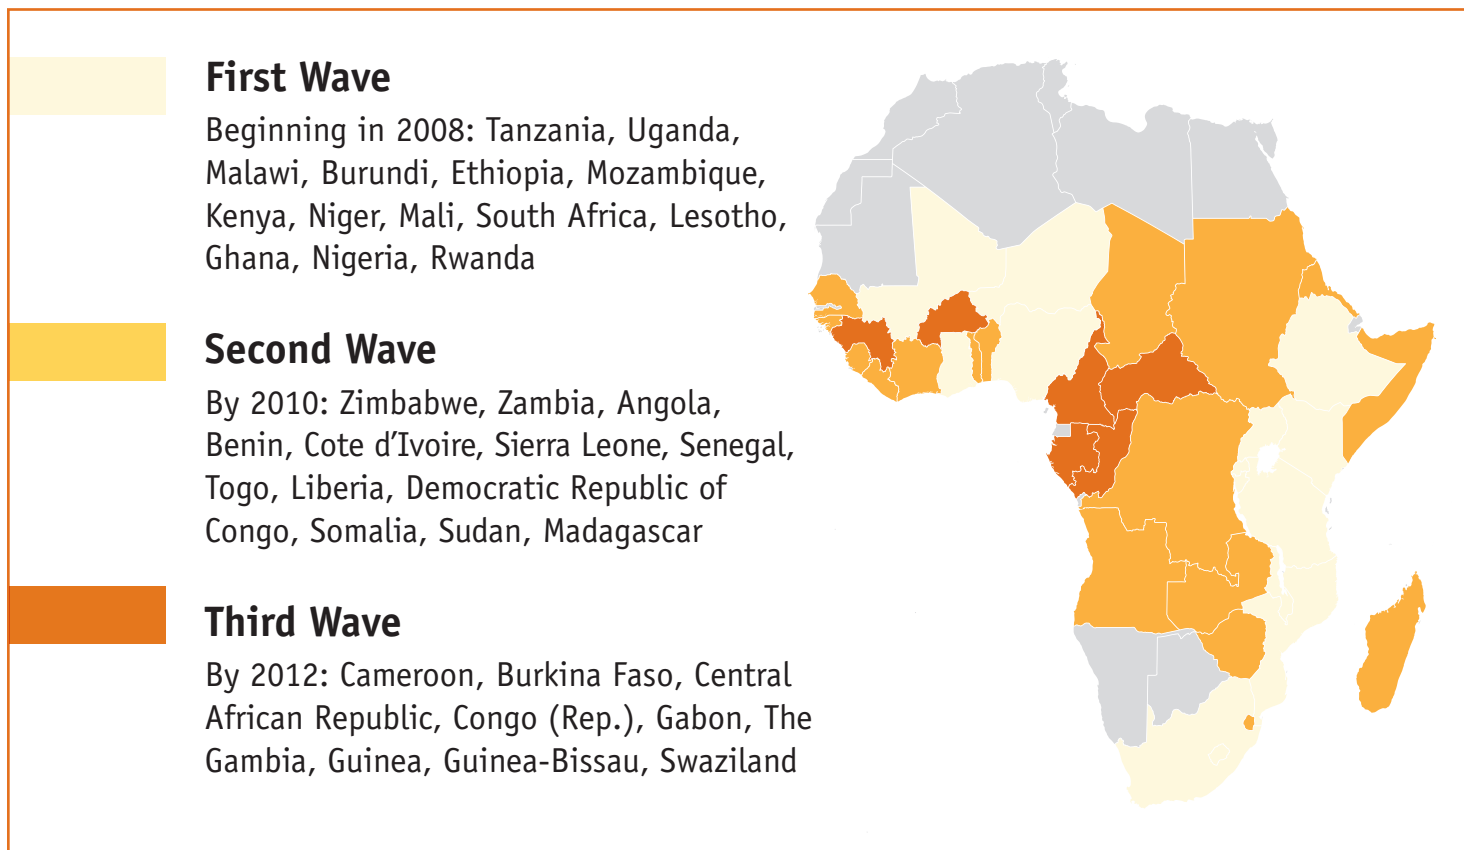 First Wave
Beginning in 2008: Tanzania, Uganda,
Malawi, Burundi, Ethiopia, Mozambique,
Kenya, Niger, Mali, South Africa, Lesotho,
Ghana, Nigeria, Rwanda
Second Wave
By 2010: Zimbabwe, Zambia, Angola,
Benin, Cote d’Ivoire, Sierra Leone, Senegal,
Togo, Liberia, Democratic Republic of
Congo, Somalia, Sudan, Madagascar
Third Wave
By 2012: Cameroon, Burkina Faso, Central
African Republic, Congo (Rep.), Gabon, The
Gambia, Guinea, Guinea-Bissau, Swaziland